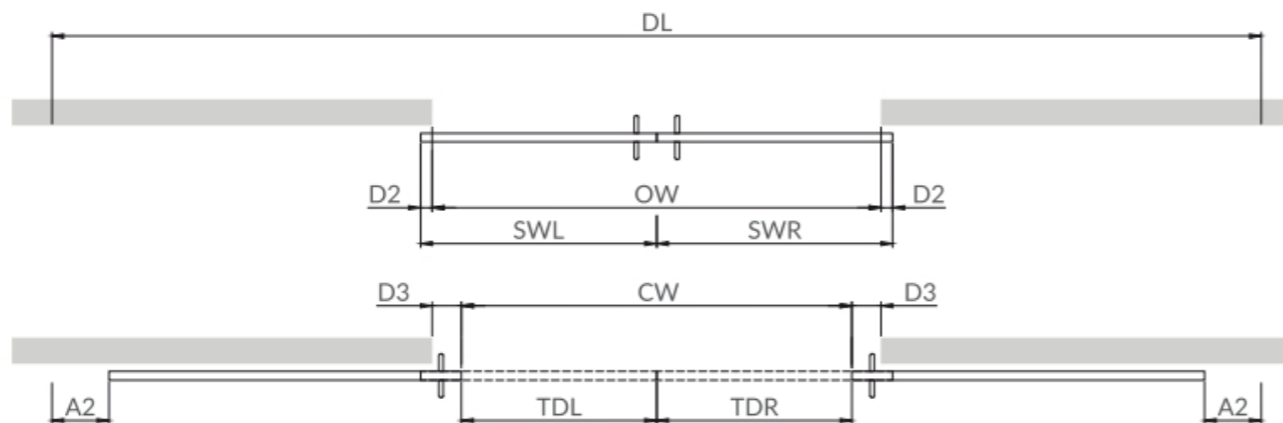 DL
D2 OW D2
SWL SWR
D3 CW D3
A2 TDL TDR A2